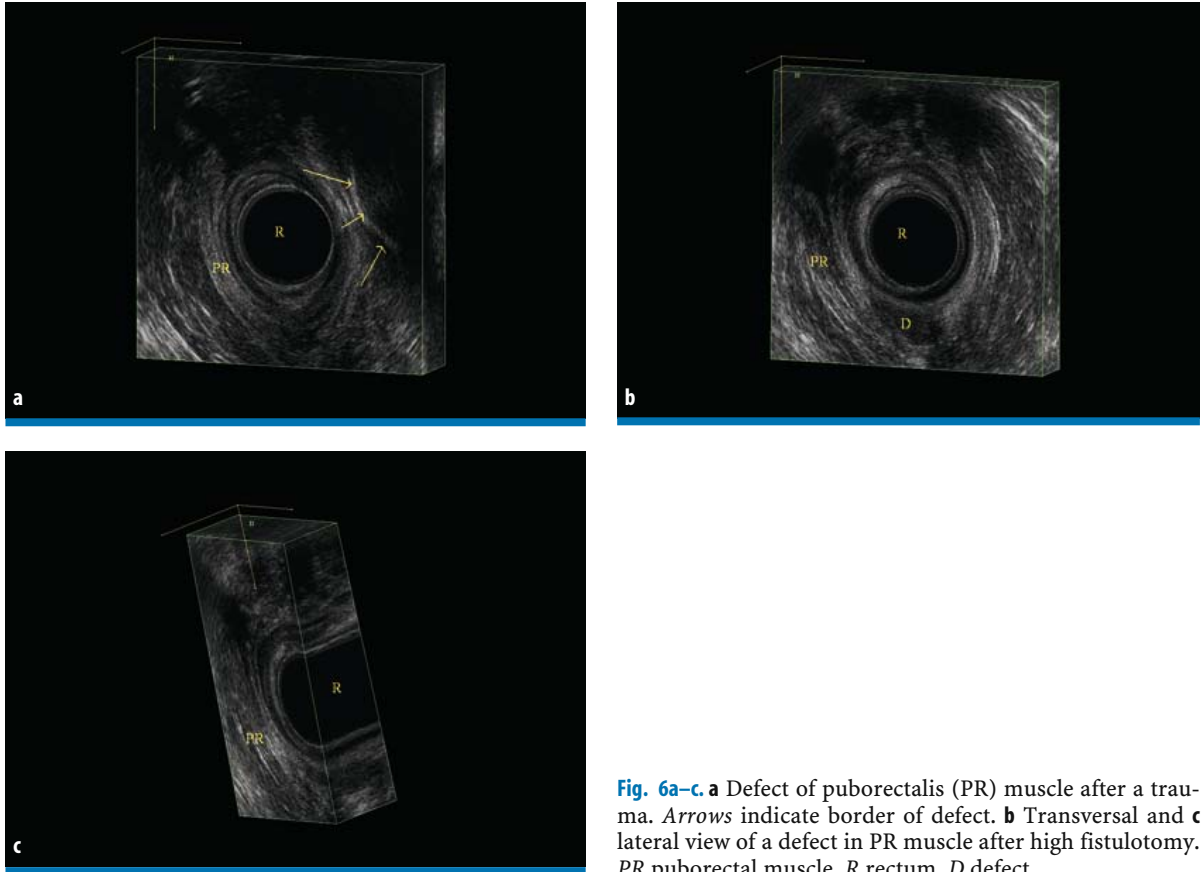 R
PR
a
R
PR
D
b
R
PR
c
Fig. 6a–c. a Defect of puborectalis (PR) muscle after a trau-
ma. Arrows indicate border of defect. b Transversal and c
lateral view of a defect in PR muscle after high fistulotomy.
PR puborectal muscle, R rectum, D defect